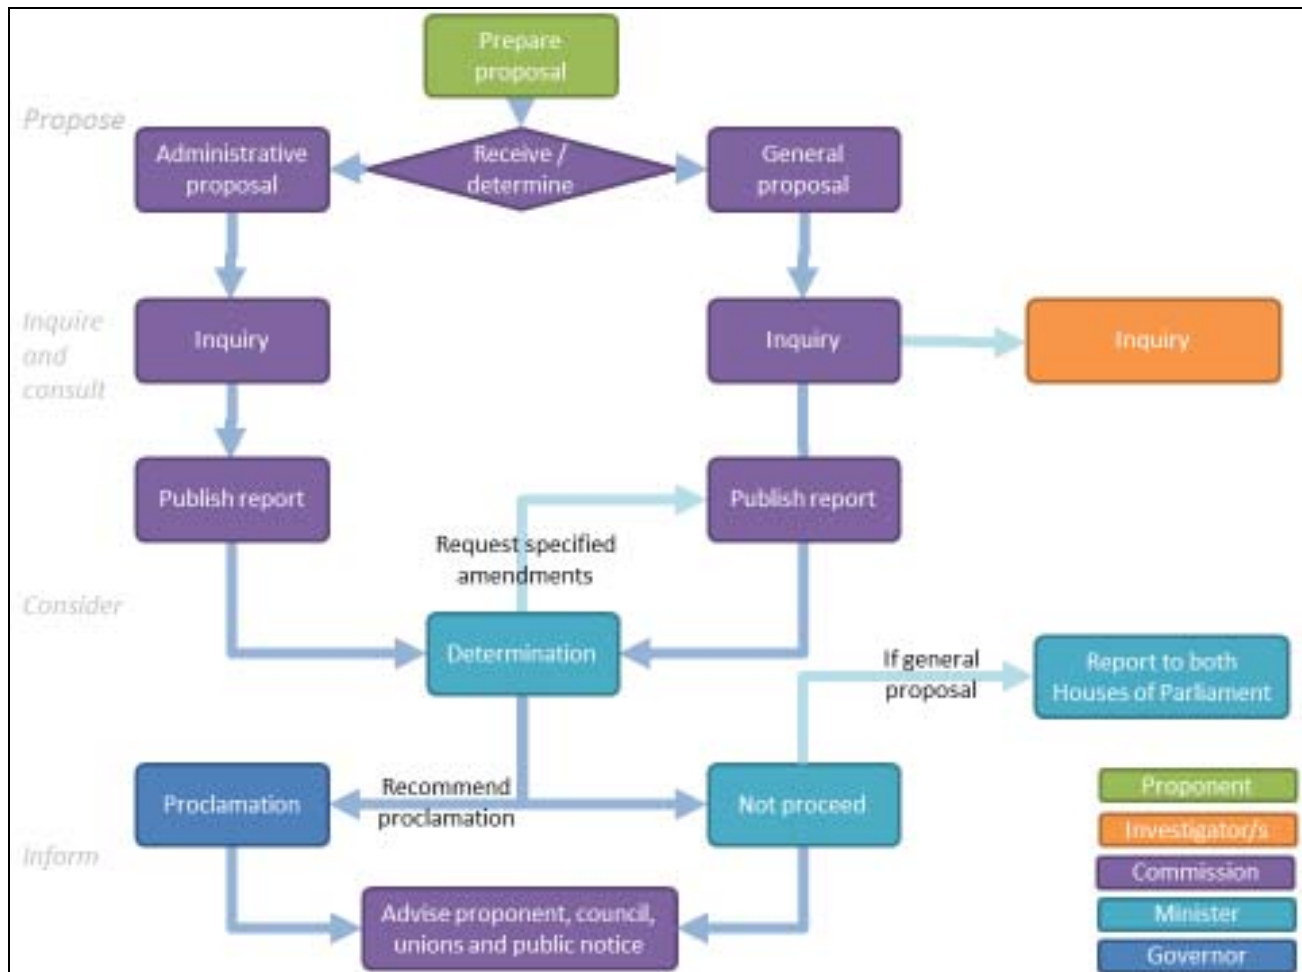 Prepare
proposal
Propose
Administrative
proposal
Receive /
determine
General
proposal
Inquire
and
consult
Inquiry
Inquiry
Inquiry
Publish report
Publish report
Request specified
amendments
Consider
Determination
If general
proposal
Report to both
Houses of Parliament
Proclamation
Recommend
proclamation
Not proceed
Inform
Advise proponent, council,
unions and public notice
Proponent
Investigator/s
Commission
Minister
Governor